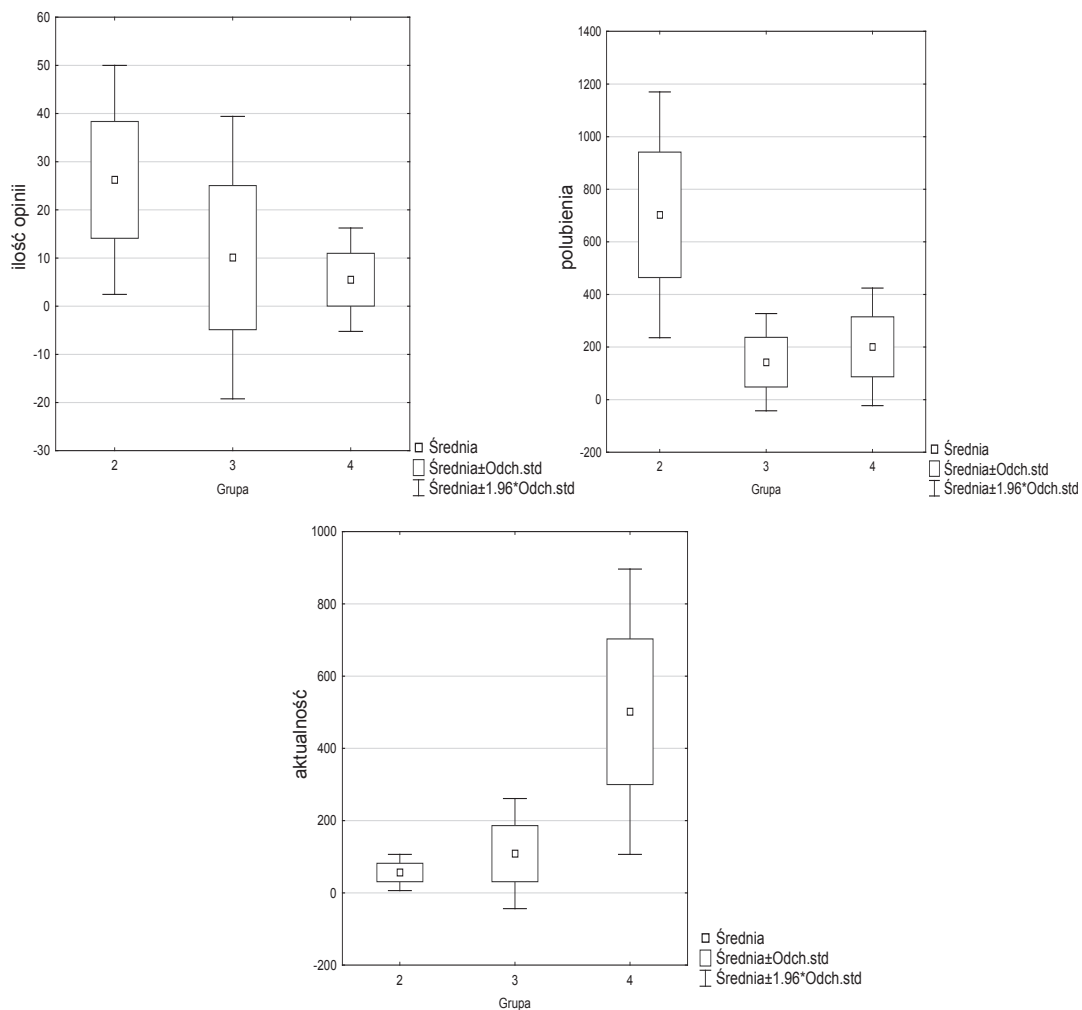 60
50
40
30
20
10
0
-10
-20
-30
ilość opinii
2 3 4
Grupa
Średnia
Średnia±Odch.std
Średnia±1.96*Odch.std
1400
1200
1000
800
600
400
200
0
-200
polubienia
2 3 4
Grupa
Średnia
Średnia±Odch.std
Średnia±1.96*Odch.std
1000
800
600
400
200
0
-200
aktualność
2 3 4
Grupa
Średnia
Średnia±Odch.std
Średnia±1.96*Odch.std